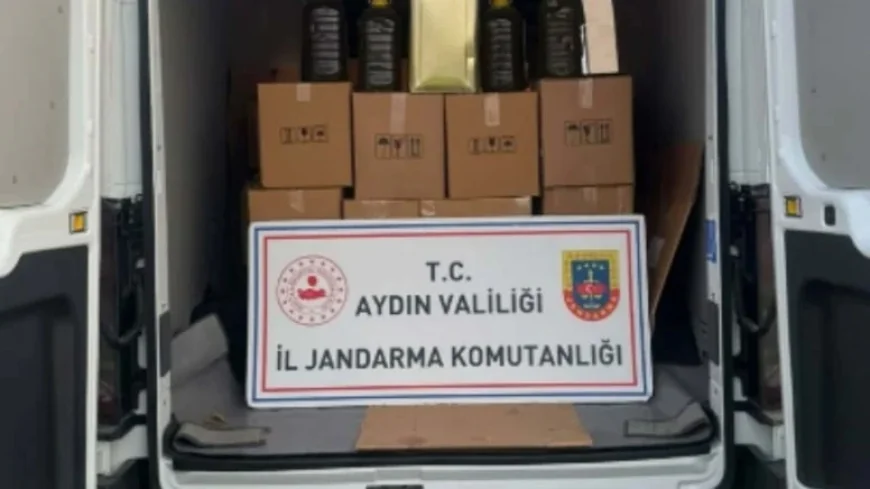 T.C.
AYDIN VALİLİĞİ
İL JANDARMA KOMUTANLIĞI